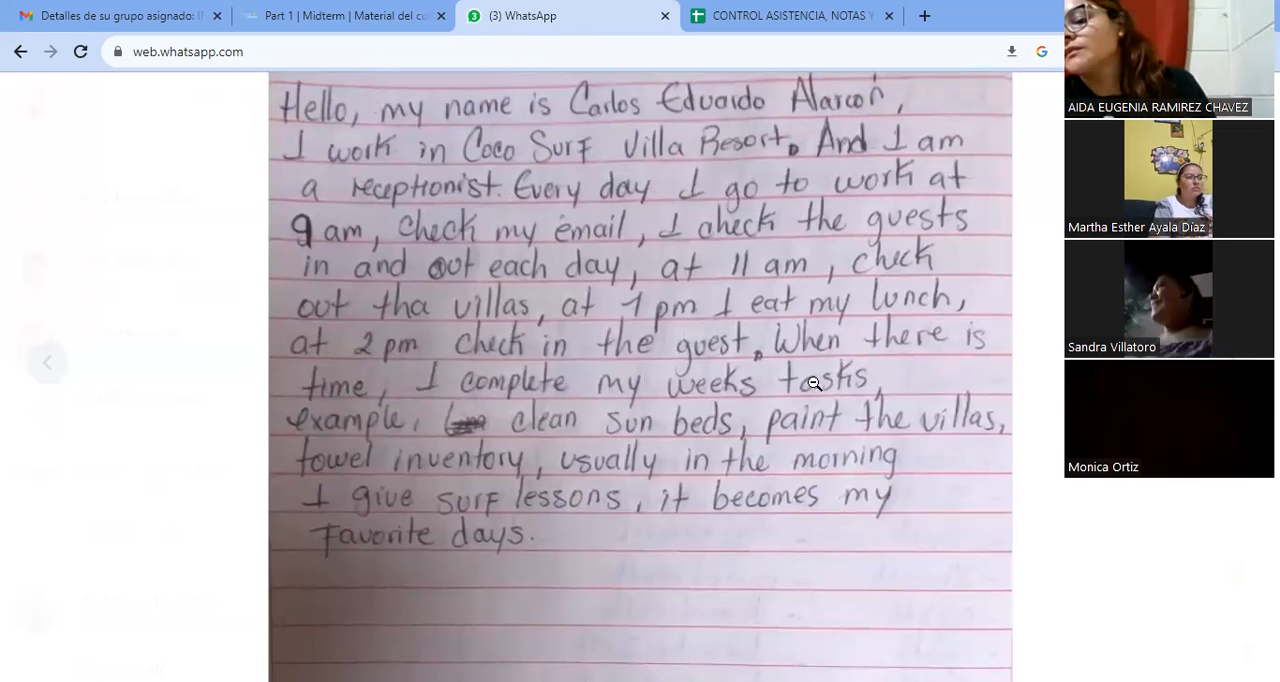 Detalles de su grupo asignado: I
Part 1 | Midterm | Material del cu
(3) WhatsApp
CONTROL ASISTENCIA, NOTAS Y
web.whatsapp.com
Hello, my name is Carlos Eduardo Alarcón,
I work in Coco Surf Villa Resort. And I am
a receptionist. Every day I go to work at
9 am, check my émail, I check the guests
in and out each day, at 11 am, check
out tha villas, at 1 pm I eat my lunch,
at 2 pm check in the guest. When there is
time, I complete my weeks tasks,
example, clean sun beds, paint the villas,
towel inventory, usually in the morning
I give surf lessons, it becomes my
Favorite days.
AIDA EUGENIA RAMIREZ CHAVEZ
Martha Esther Ayala Díaz
Sandra Villatoro
Monica Ortiz